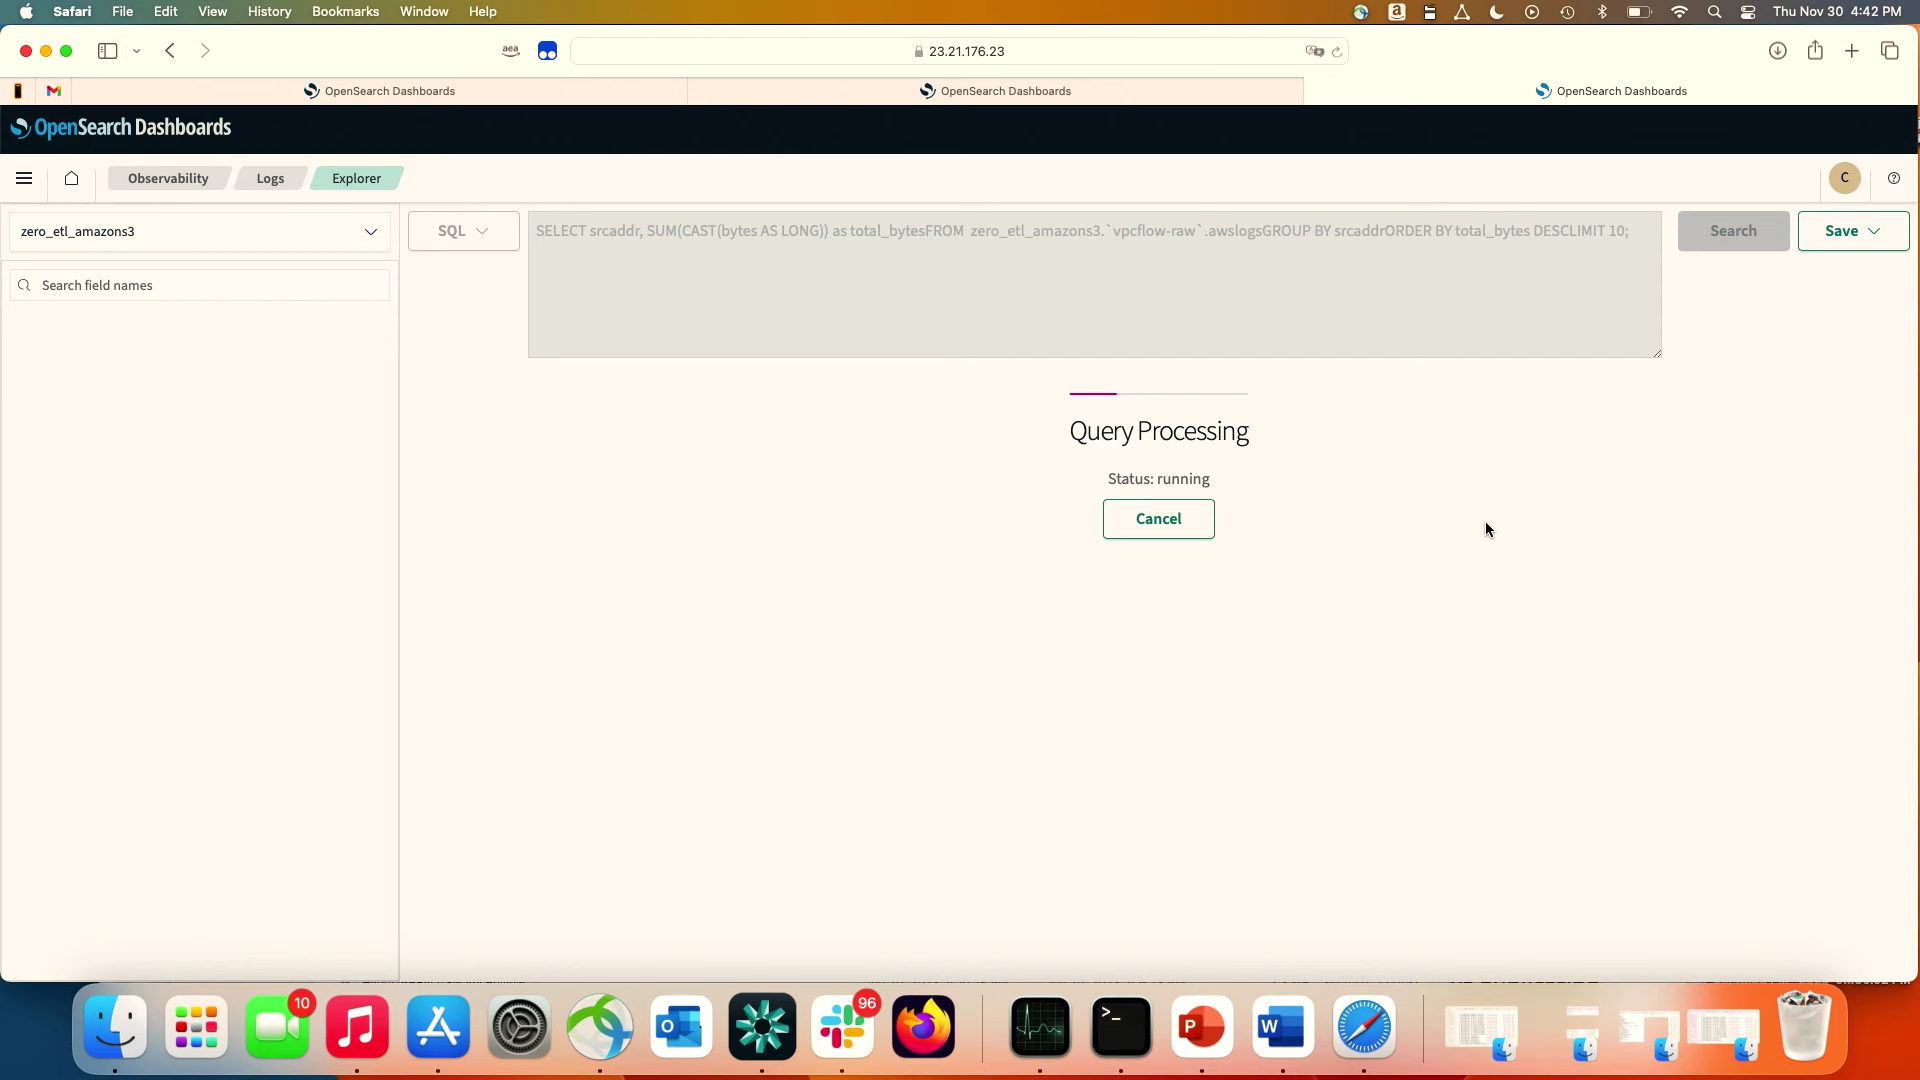 Safari File Edit View History Bookmarks Window Help
Thu Nov 30 4:42 PM
aea
23.21.176.23
OpenSearch Dashboards
OpenSearch Dashboards
OpenSearch Dashboards
OpenSearch Dashboards
Observability Logs Explorer
C
zero_etl_amazons3
SQL
SELECT srcaddr, SUM(CAST(bytes AS LONG)) as total_bytesFROM zero_etl_amazons3.`vpcflow-raw`.awslogsGROUP BY srcaddrORDER BY total_bytes DESCLIMIT 10;
Search
Save
Search field names
Query Processing
Status: running
Cancel
10
96